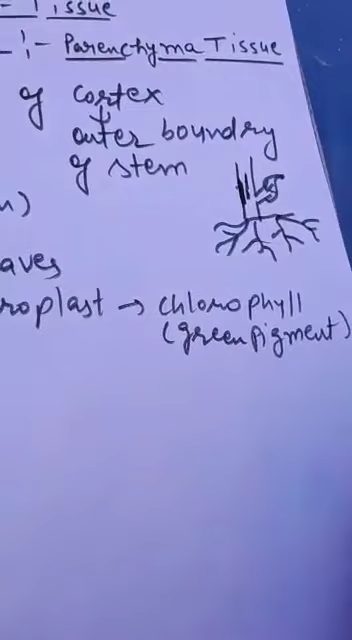 - Tissue
- :- Parenchyma Tissue
of cortex
outer boundry
of stem
aves
roplast → chlorophyll
(green pigment)